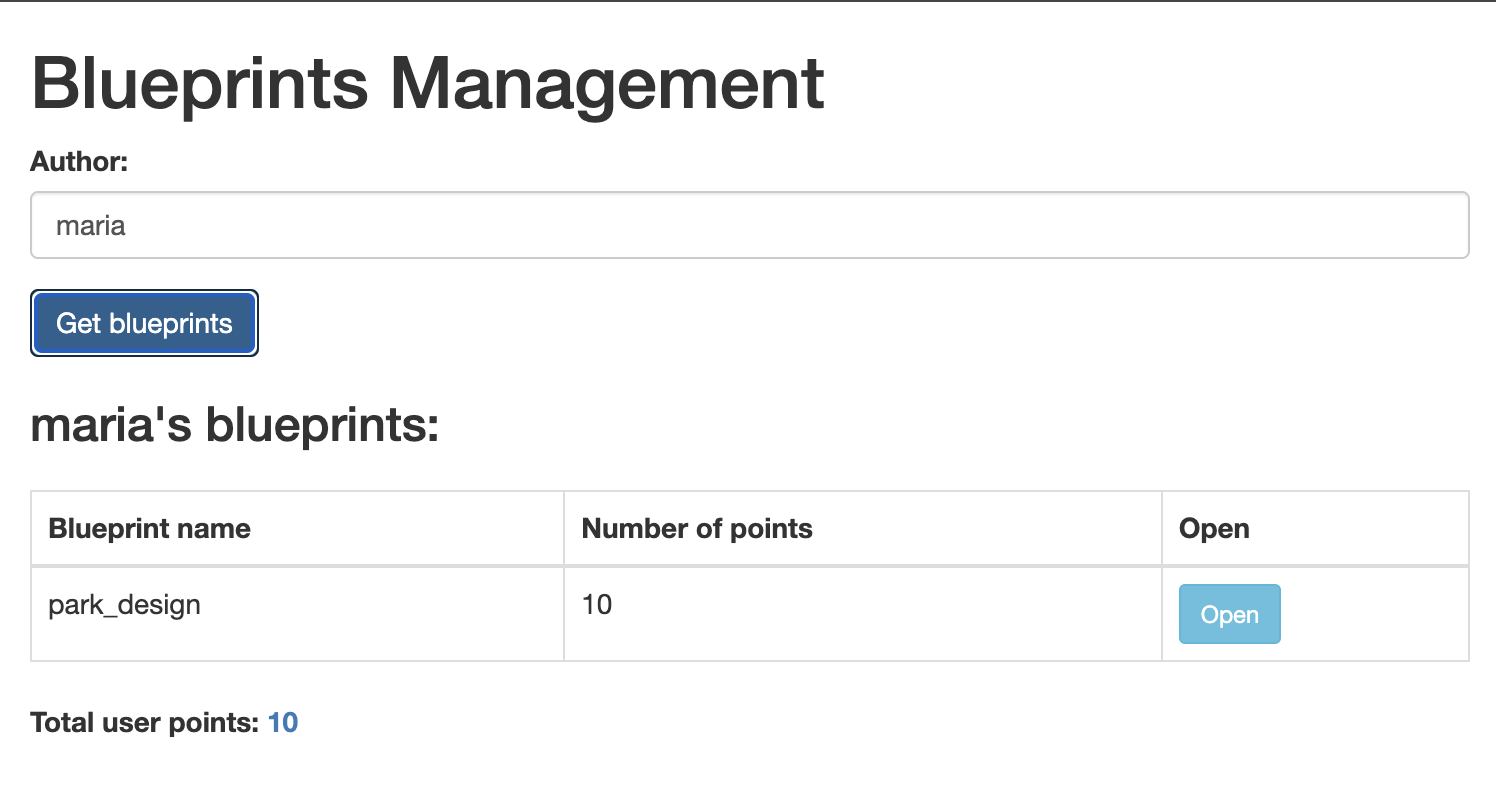 Blueprints Management
Author:
maria
Get blueprints
maria's blueprints:
Blueprint name Number of points Open
park_design 10 Open
Total user points: 10